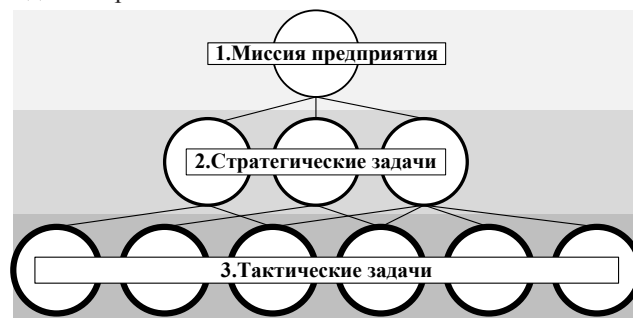 1.Миссия предприятия
2.Стратегические задачи
3.Тактические задачи